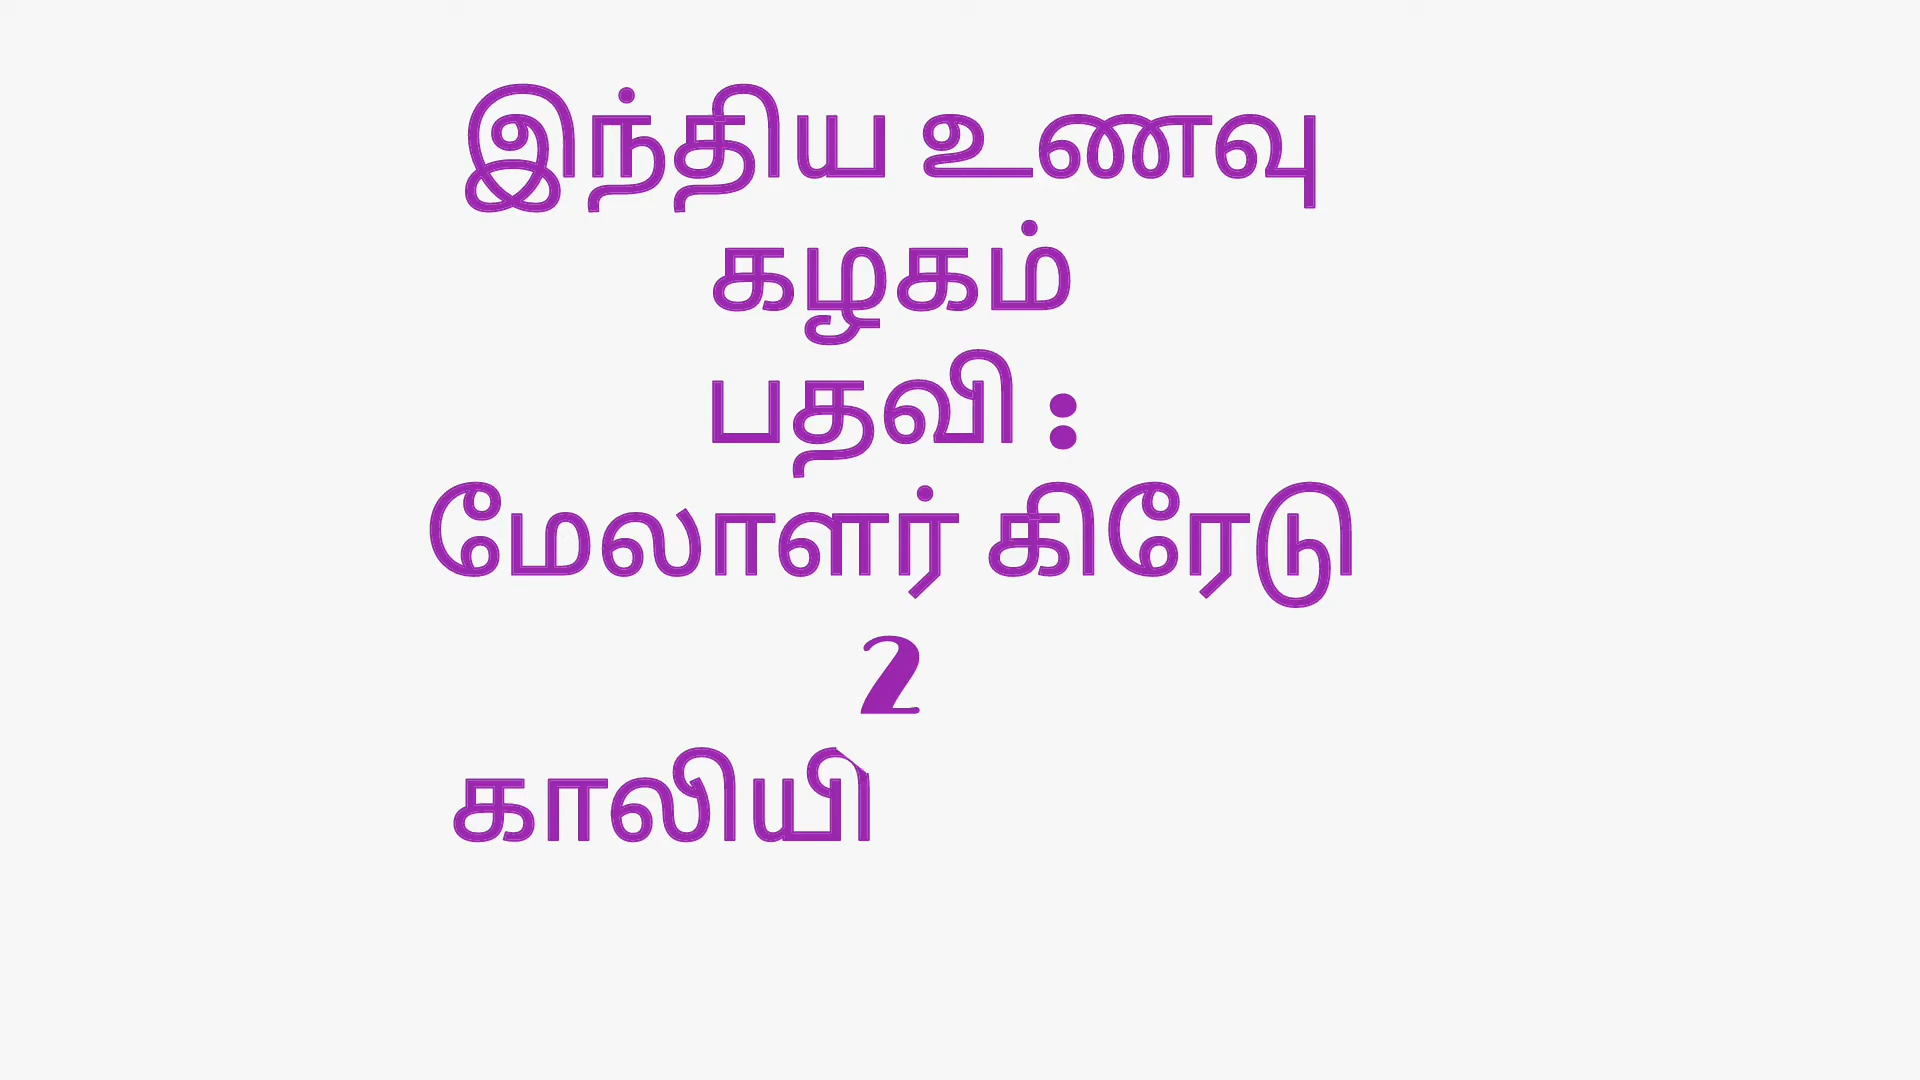 இந்திய உணவு
கழகம்
பதவி :
மேலாளர் கிரேடு
2
காலியி